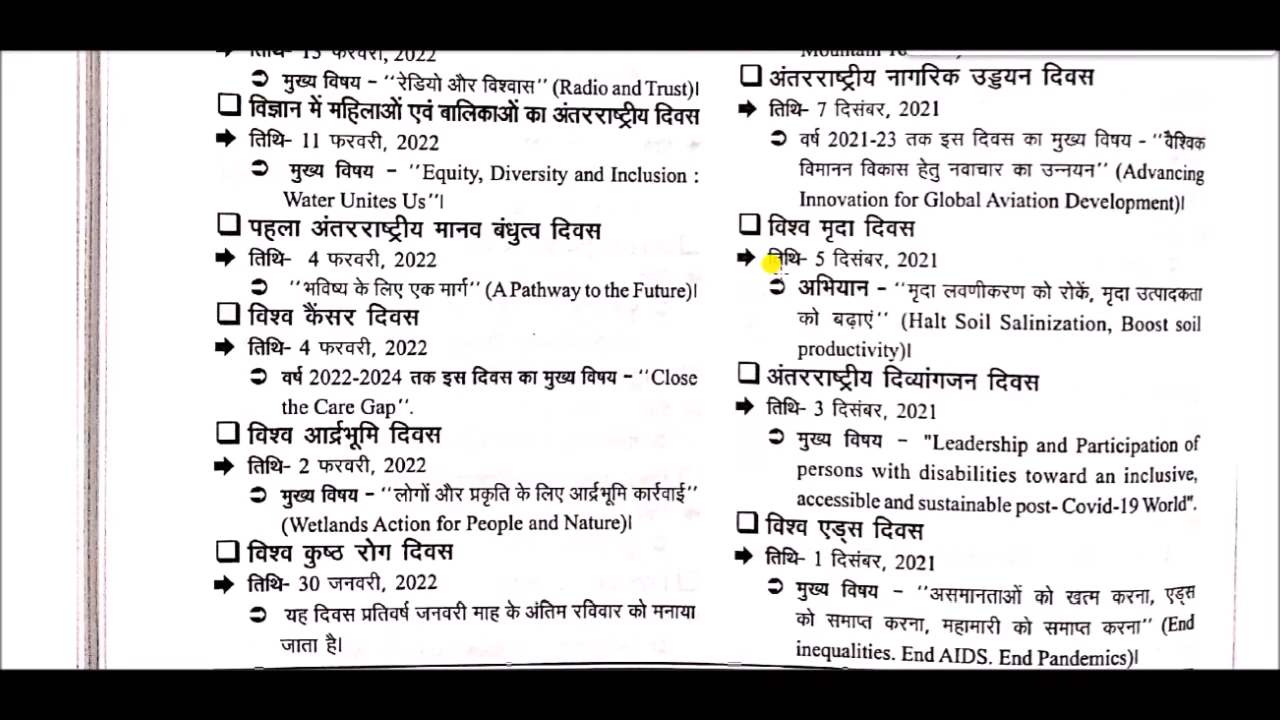 तिथि- 13 फरवरी, 2022
➲ मुख्य विषय - ''रेडियो और विश्वास'' (Radio and Trust)।
❑ विज्ञान में महिलाओं एवं बालिकाओं का अंतरराष्ट्रीय दिवस
➡ तिथि- 11 फरवरी, 2022
➲ मुख्य विषय - ''Equity, Diversity and Inclusion :
Water Unites Us''।
❑ पहला अंतरराष्ट्रीय मानव बंधुत्व दिवस
➡ तिथि- 4 फरवरी, 2022
➲ ''भविष्य के लिए एक मार्ग'' (A Pathway to the Future)।
❑ विश्व कैंसर दिवस
➡ तिथि- 4 फरवरी, 2022
➲ वर्ष 2022-2024 तक इस दिवस का मुख्य विषय - ''Close
the Care Gap''.
❑ विश्व आर्द्रभूमि दिवस
➡ तिथि- 2 फरवरी, 2022
➲ मुख्य विषय - ''लोगों और प्रकृति के लिए आर्द्रभूमि कार्रवाई''
(Wetlands Action for People and Nature)।
❑ विश्व कुष्ठ रोग दिवस
➡ तिथि- 30 जनवरी, 2022
➲ यह दिवस प्रतिवर्ष जनवरी माह के अंतिम रविवार को मनाया
जाता है।
❑ अंतरराष्ट्रीय नागरिक उड्डयन दिवस
➡ तिथि- 7 दिसंबर, 2021
➲ वर्ष 2021-23 तक इस दिवस का मुख्य विषय - ''वैश्विक
विमानन विकास हेतु नवाचार का उन्नयन'' (Advancing
Innovation for Global Aviation Development)।
❑ विश्व मृदा दिवस
➡ तिथि- 5 दिसंबर, 2021
➲ अभियान - ''मृदा लवणीकरण को रोकें, मृदा उत्पादकता
को बढ़ाएं'' (Halt Soil Salinization, Boost soil
productivity)।
❑ अंतरराष्ट्रीय दिव्यांगजन दिवस
➡ तिथि- 3 दिसंबर, 2021
➲ मुख्य विषय - "Leadership and Participation of
persons with disabilities toward an inclusive,
accessible and sustainable post- Covid-19 World".
❑ विश्व एड्स दिवस
➡ तिथि- 1 दिसंबर, 2021
➲ मुख्य विषय - ''असमानताओं को खत्म करना, एड्स
को समाप्त करना, महामारी को समाप्त करना'' (End
inequalities. End AIDS. End Pandemics)।